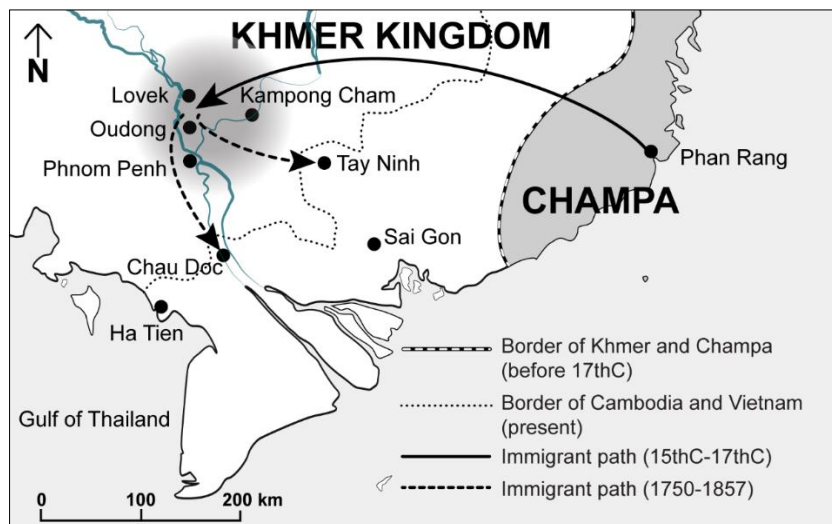 KHMER KINGDOM
N
Lovek
Kampong Cham
Oudong
Phnom Penh
Tay Ninh
Phan Rang
CHAMPA
Sai Gon
Chau Doc
Ha Tien
Gulf of Thailand
Border of Khmer and Champa
(before 17thC)
Border of Cambodia and Vietnam
(present)
Immigrant path (15thC-17thC)
Immigrant path (1750-1857)
0 100 200 km